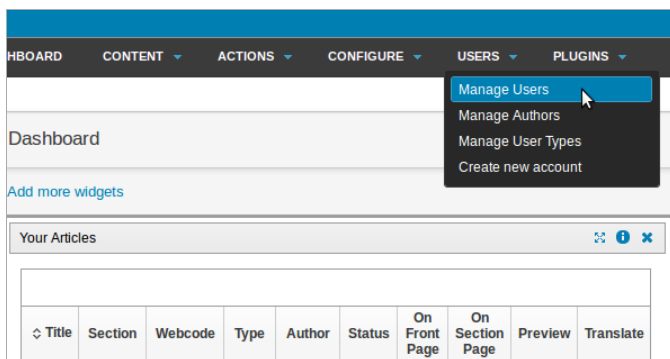 HBOARD CONTENT ACTIONS CONFIGURE USERS PLUGINS
Manage Users
Manage Authors
Manage User Types
Create new account
Dashboard
Add more widgets
Your Articles
Title Section Webcode Type Author Status On Front Page On Section Page Preview Translate